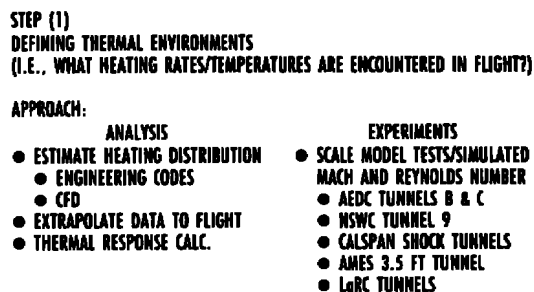 STEP (1)
DEFINING THERMAL ENVIRONMENTS
(I.E., WHAT HEATING RATES/TEMPERATURES ARE ENCOUNTERED IN FLIGHT?)
APPROACH:
ANALYSIS
● ESTIMATE HEATING DISTRIBUTION
● ENGINEERING CODES
● CFD
● EXTRAPOLATE DATA TO FLIGHT
● THERMAL RESPONSE CALC.
EXPERIMENTS
● SCALE MODEL TESTS/SIMULATED
MACH AND REYNOLDS NUMBER
● AEDC TUNNELS B & C
● NSWC TUNNEL 9
● CALSPAN SHOCK TUNNELS
● AMES 3.5 FT TUNNEL
● LaRC TUNNELS